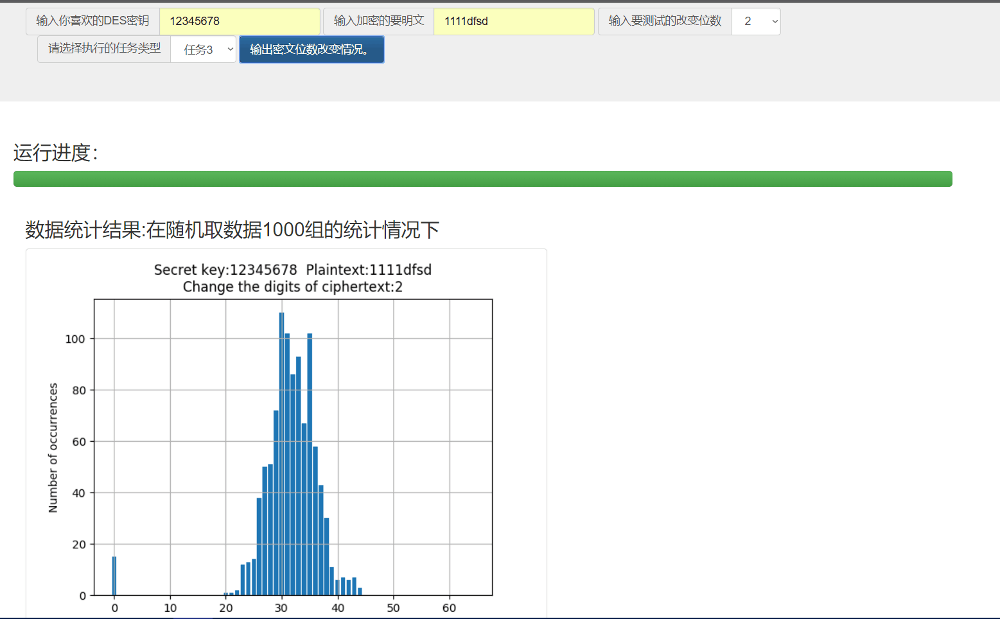 输入你喜欢的DES密钥 12345678 输入加密的要明文 1111dfsd 输入要测试的改变位数 2
请选择执行的任务类型 任务3 输出密文位数改变情况。
运行进度：
数据统计结果:在随机取数据1000组的统计情况下
Secret key:12345678 Plaintext:1111dfsd
Change the digits of ciphertext:2
Number of occurrences
100
80
60
40
20
0
0 10 20 30 40 50 60